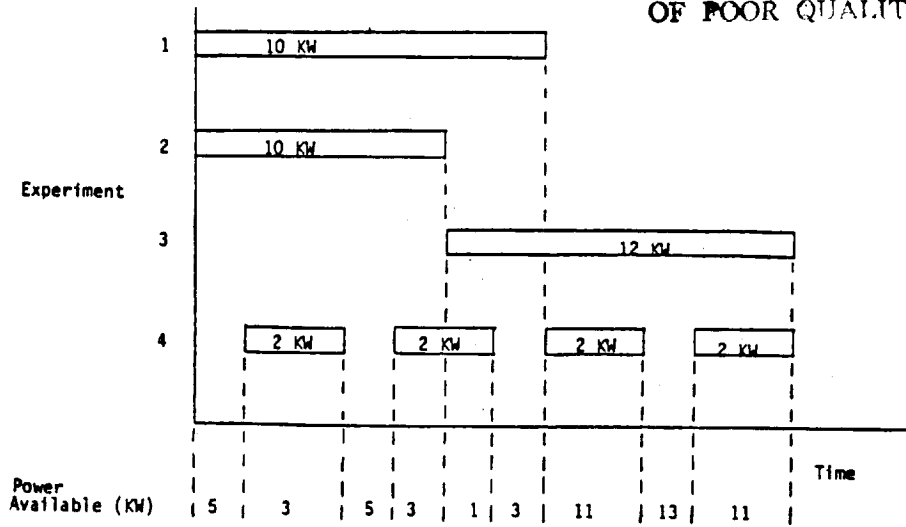 OF POOR QUALIT
1
10 KW
2
10 KW
Experiment
3
12 KW
4
2 KW
2 KW
2 KW
2 KW
Time
Power
Available (KW)
5
3
5
3
1
3
11
13
11